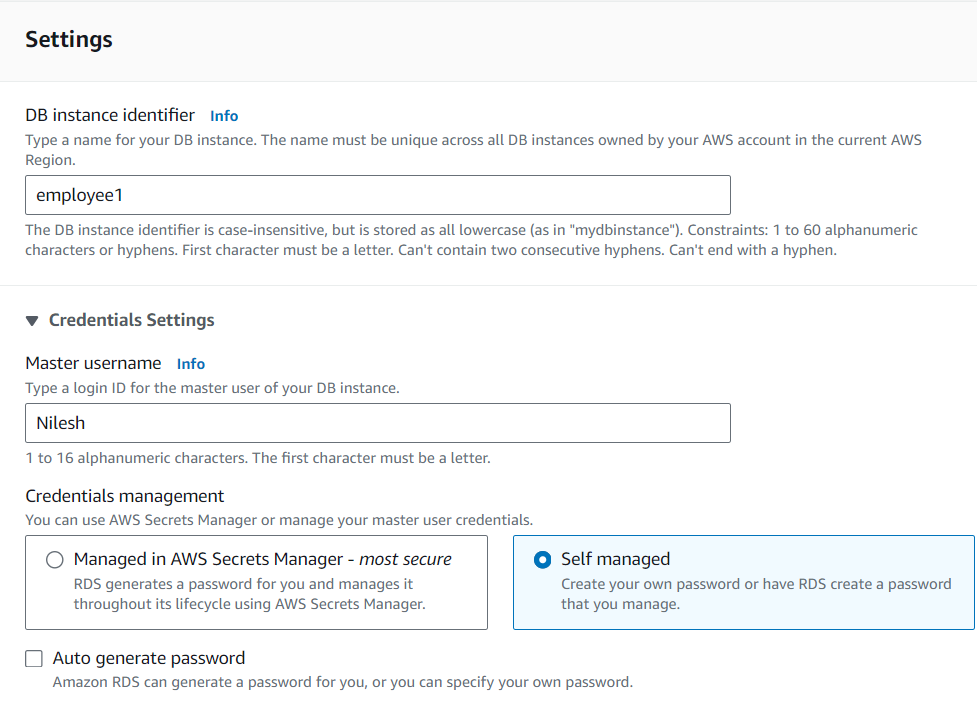 Settings
DB instance identifier Info
Type a name for your DB instance. The name must be unique across all DB instances owned by your AWS account in the current AWS
Region.
employee1
The DB instance identifier is case-insensitive, but is stored as all lowercase (as in "mydbinstance"). Constraints: 1 to 60 alphanumeric
characters or hyphens. First character must be a letter. Can't contain two consecutive hyphens. Can't end with a hyphen.
Credentials Settings
Master username Info
Type a login ID for the master user of your DB instance.
Nilesh
1 to 16 alphanumeric characters. The first character must be a letter.
Credentials management
You can use AWS Secrets Manager or manage your master user credentials.
Managed in AWS Secrets Manager - most secure
RDS generates a password for you and manages it
throughout its lifecycle using AWS Secrets Manager.
Self managed
Create your own password or have RDS create a password
that you manage.
Auto generate password
Amazon RDS can generate a password for you, or you can specify your own password.